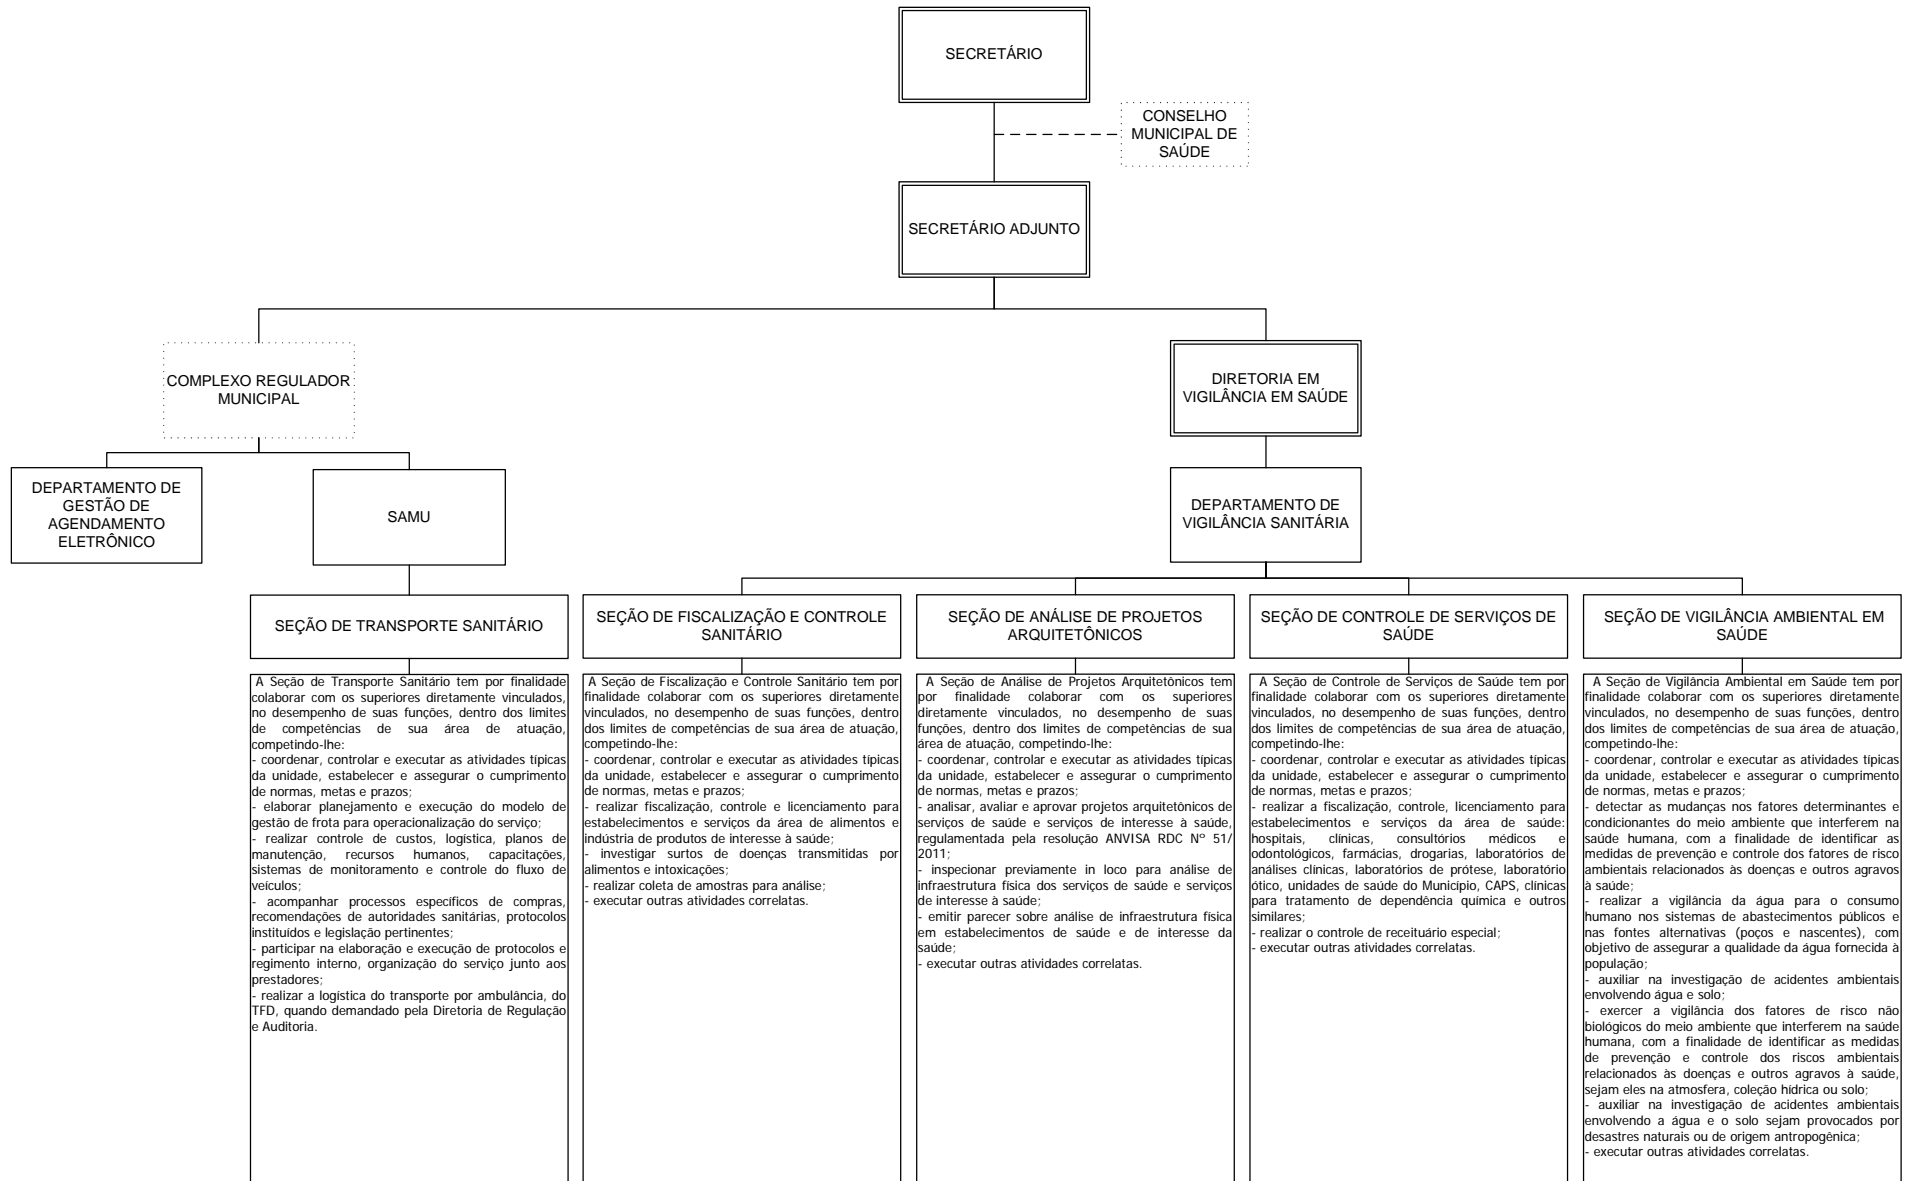 SECRETÁRIO
CONSELHO
MUNICIPAL DE
SAÚDE
SECRETÁRIO ADJUNTO
COMPLEXO REGULADOR
MUNICIPAL
DIRETORIA EM
VIGILÂNCIA EM SAÚDE
DEPARTAMENTO DE
GESTÃO DE
AGENDAMENTO
ELETRÔNICO
SAMU
DEPARTAMENTO DE
VIGILÂNCIA SANITÁRIA
SEÇÃO DE TRANSPORTE SANITÁRIO
SEÇÃO DE FISCALIZAÇÃO E CONTROLE
SANITÁRIO
SEÇÃO DE ANÁLISE DE PROJETOS
ARQUITETÔNICOS
SEÇÃO DE CONTROLE DE SERVIÇOS DE
SAÚDE
SEÇÃO DE VIGILÂNCIA AMBIENTAL EM
SAÚDE
A Seção de Transporte Sanitário tem por finalidade
colaborar com os superiores diretamente vinculados,
no desempenho de suas funções, dentro dos limites
de competências de sua área de atuação,
competindo-lhe:
- coordenar, controlar e executar as atividades típicas
da unidade, estabelecer e assegurar o cumprimento
de normas, metas e prazos;
- elaborar planejamento e execução do modelo de
gestão de frota para operacionalização do serviço;
- realizar controle de custos, logística, planos de
manutenção, recursos humanos, capacitações,
sistemas de monitoramento e controle do fluxo de
veículos;
- acompanhar processos específicos de compras,
recomendações de autoridades sanitárias, protocolos
instituídos e legislação pertinentes;
- participar na elaboração e execução de protocolos e
regimento interno, organização do serviço junto aos
prestadores;
- realizar a logística do transporte por ambulância, do
TFD, quando demandado pela Diretoria de Regulação
e Auditoria.
A Seção de Fiscalização e Controle Sanitário tem por
finalidade colaborar com os superiores diretamente
vinculados, no desempenho de suas funções, dentro
dos limites de competências de sua área de atuação,
competindo-lhe:
- coordenar, controlar e executar as atividades típicas
da unidade, estabelecer e assegurar o cumprimento
de normas, metas e prazos;
- realizar fiscalização, controle e licenciamento para
estabelecimentos e serviços da área de alimentos e
indústria de produtos de interesse à saúde;
- investigar surtos de doenças transmitidas por
alimentos e intoxicações;
- realizar coleta de amostras para análise;
- executar outras atividades correlatas.
A Seção de Análise de Projetos Arquitetônicos tem
por finalidade colaborar com os superiores
diretamente vinculados, no desempenho de suas
funções, dentro dos limites de competências de sua
área de atuação, competindo-lhe:
- coordenar, controlar e executar as atividades típicas
da unidade, estabelecer e assegurar o cumprimento
de normas, metas e prazos;
- analisar, avaliar e aprovar projetos arquitetônicos de
serviços de saúde e serviços de interesse à saúde,
regulamentada pela resolução ANVISA RDC Nº 51/
2011;
- inspecionar previamente in loco para análise de
infraestrutura física dos serviços de saúde e serviços
de interesse à saúde;
- emitir parecer sobre análise de infraestrutura física
em estabelecimentos de saúde e de interesse da
saúde;
- executar outras atividades correlatas.
A Seção de Controle de Serviços de Saúde tem por
finalidade colaborar com os superiores diretamente
vinculados, no desempenho de suas funções, dentro
dos limites de competências de sua área de atuação,
competindo-lhe:
- coordenar, controlar e executar as atividades típicas
da unidade, estabelecer e assegurar o cumprimento
de normas, metas e prazos;
- realizar a fiscalização, controle, licenciamento para
estabelecimentos e serviços da área de saúde:
hospitais, clínicas, consultórios médicos e
odontológicos, farmácias, drogarias, laboratórios de
análises clínicas, laboratórios de prótese, laboratório
ótico, unidades de saúde do Município, CAPS, clínicas
para tratamento de dependência química e outros
similares;
- realizar o controle de receituário especial;
- executar outras atividades correlatas.
A Seção de Vigilância Ambiental em Saúde tem por
finalidade colaborar com os superiores diretamente
vinculados, no desempenho de suas funções, dentro
dos limites de competências de sua área de atuação,
competindo-lhe:
- coordenar, controlar e executar as atividades típicas
da unidade, estabelecer e assegurar o cumprimento
de normas, metas e prazos;
- detectar as mudanças nos fatores determinantes e
condicionantes do meio ambiente que interferem na
saúde humana, com a finalidade de identificar as
medidas de prevenção e controle dos fatores de risco
ambientais relacionados às doenças e outros agravos
à saúde;
- realizar a vigilância da água para o consumo
humano nos sistemas de abastecimentos públicos e
nas fontes alternativas (poços e nascentes), com
objetivo de assegurar a qualidade da água fornecida à
população;
- auxiliar na investigação de acidentes ambientais
envolvendo água e solo;
- exercer a vigilância dos fatores de risco não
biológicos do meio ambiente que interferem na saúde
humana, com a finalidade de identificar as medidas
de prevenção e controle dos riscos ambientais
relacionados às doenças e outros agravos à saúde,
sejam eles na atmosfera, coleção hídrica ou solo;
- auxiliar na investigação de acidentes ambientais
envolvendo a água e o solo sejam provocados por
desastres naturais ou de origem antropogênica;
- executar outras atividades correlatas.